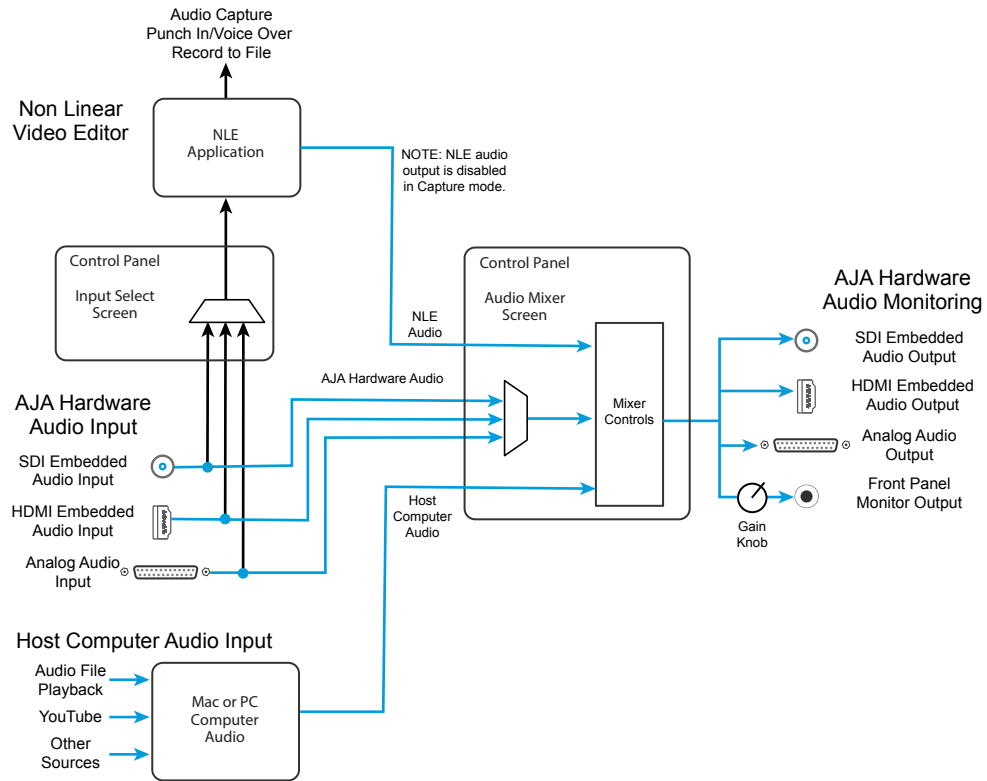 Audio Capture
Punch In/Voice Over
Record to File
Non Linear
Video Editor
NLE
Application
NOTE: NLE audio
output is disabled
in Capture mode.
Control Panel
Input Select
Screen
Control Panel
Audio Mixer
Screen
NLE
Audio
AJA Hardware Audio
Mixer
Controls
Host
Computer
Audio
AJA Hardware
Audio Input
SDI Embedded
Audio Input
HDMI Embedded
Audio Input
Analog Audio
Input
AJA Hardware
Audio Monitoring
SDI Embedded
Audio Output
HDMI Embedded
Audio Output
Analog Audio
Output
Front Panel
Monitor Output
Gain
Knob
Host Computer Audio Input
Audio File
Playback
YouTube
Other
Sources
Mac or PC
Computer
Audio